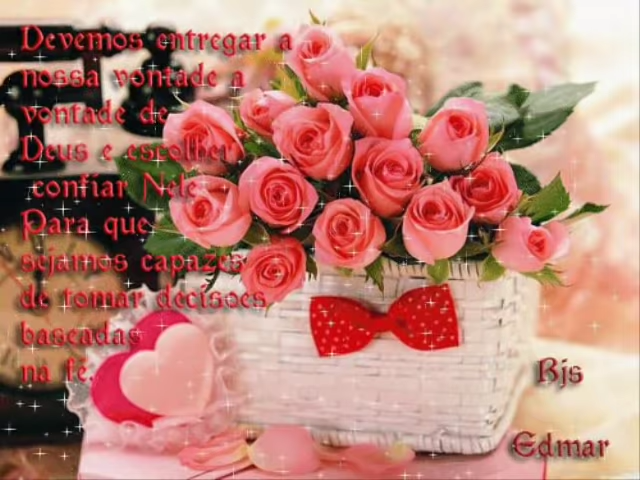 Devemos entregar a
nossa vontade a
vontade de
Deus e escolher
confiar Nele.
Para que
sejamos capazes
de tomar decisoes
baseadas
na fé.
Bjs
Edmar